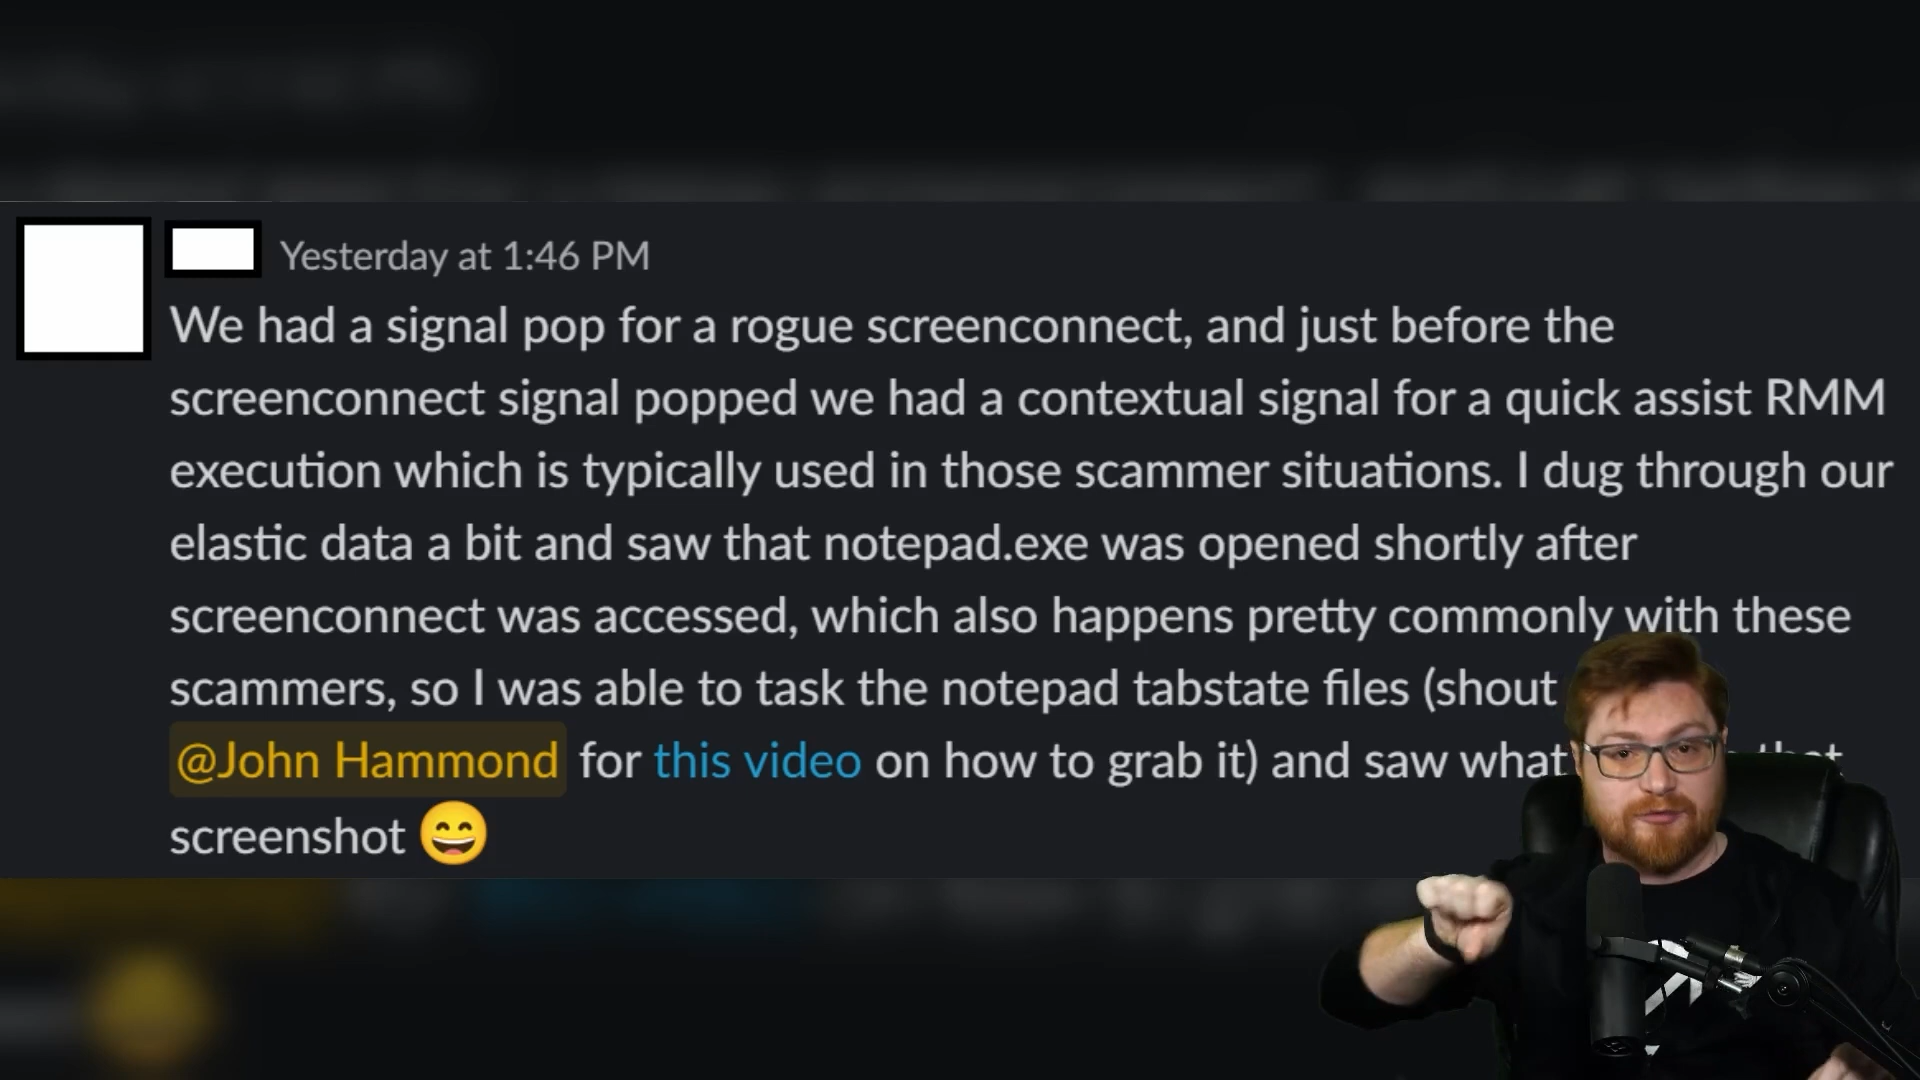 Yesterday at 1:46 PM
We had a signal pop for a rogue screenconnect, and just before the
screenconnect signal popped we had a contextual signal for a quick assist RMM
execution which is typically used in those scammer situations. I dug through our
elastic data a bit and saw that notepad.exe was opened shortly after
screenconnect was accessed, which also happens pretty commonly with these
scammers, so I was able to task the notepad tabstate files (shout
@John Hammond for this video on how to grab it) and saw what that
screenshot 😄